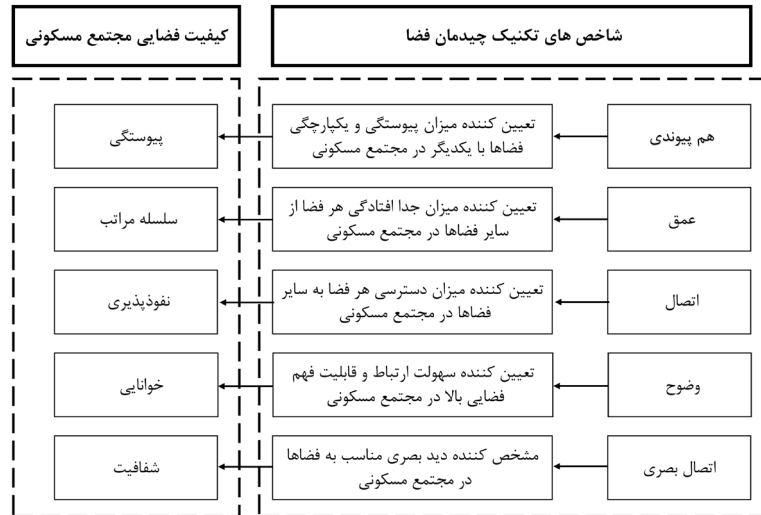 شاخص های تکنیک چیدمان فضا
کیفیت فضایی مجتمع مسکونی
هم پیوندی
تعیین کننده میزان پیوستگی و یکپارچگی
فضاها با یکدیگر در مجتمع مسکونی
پیوستگی
عمق
تعیین کننده میزان جدا افتادگی هر فضا از
سایر فضاها در مجتمع مسکونی
سلسله مراتب
اتصال
تعیین کننده میزان دسترسی هر فضا به سایر
فضاها در مجتمع مسکونی
نفوذپذیری
وضوح
تعیین کننده سهولت ارتباط و قابلیت فهم
فضایی بالا در مجتمع مسکونی
خوانایی
اتصال بصری
مشخص کننده دید بصری مناسب به فضاها
در مجتمع مسکونی
شفافیت